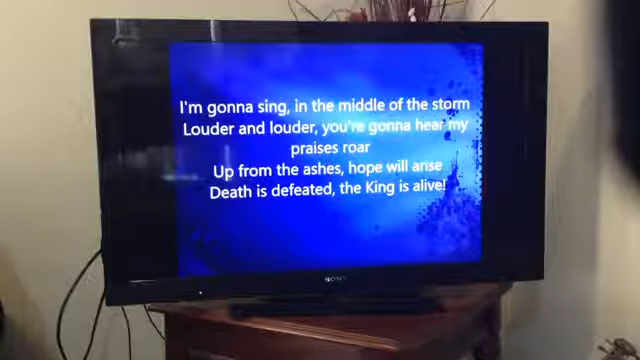 I'm gonna sing, in the middle of the storm
Louder and louder, you're gonna hear my
praises roar
Up from the ashes, hope will arise
Death is defeated, the King is alive!
SONY